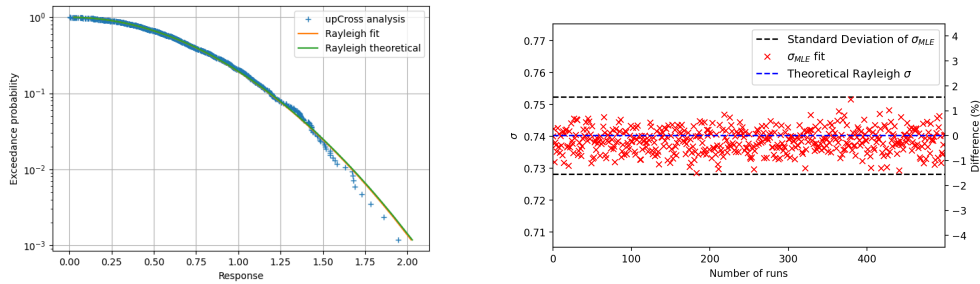 10⁰
10⁻¹
10⁻²
10⁻³
Exceedance probability
upCross analysis
Rayleigh fit
Rayleigh theoretical
0.00 0.25 0.50 0.75 1.00 1.25 1.50 1.75 2.00
Response
0.77
0.76
0.75
0.74
0.73
0.72
0.71
σ
Standard Deviation of σ_MLE
σ_MLE fit
Theoretical Rayleigh σ
4
3
2
1
0
−1
−2
−3
−4
Difference (%)
0 100 200 300 400
Number of runs